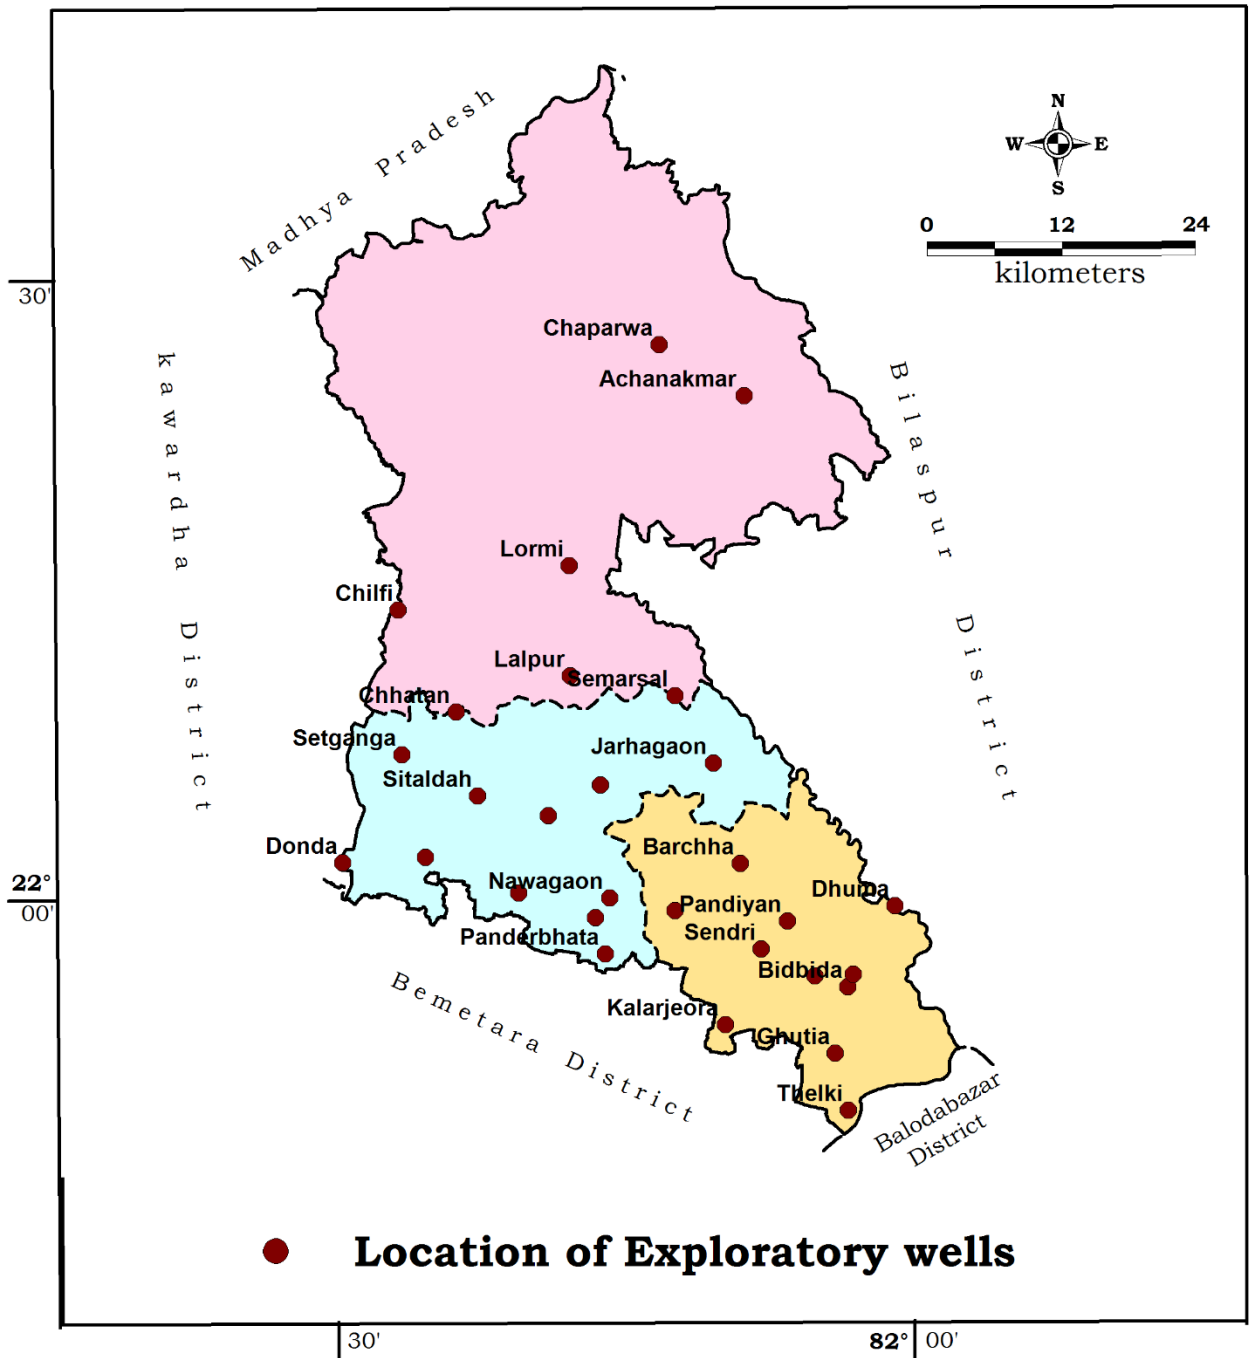 Madhya Pradesh
N
W E
S
0 12 24
kilometers
30'
Chaparwa
Achanakmar
kawardha District
Bilaspur District
Lormi
Chilfi
Lalpur
Semarsal
Chhatan
Setganga
Jarhagaon
Sitaldah
Donda
Barchha
22°
00'
Nawagaon
Dhuma
Pandiyan
Sendri
Panderbhata
Bidbida
Bemetara District
Kalarjeora
Ghutia
Thelki
Balodabazar
District
Location of Exploratory wells
30'
82° 00'